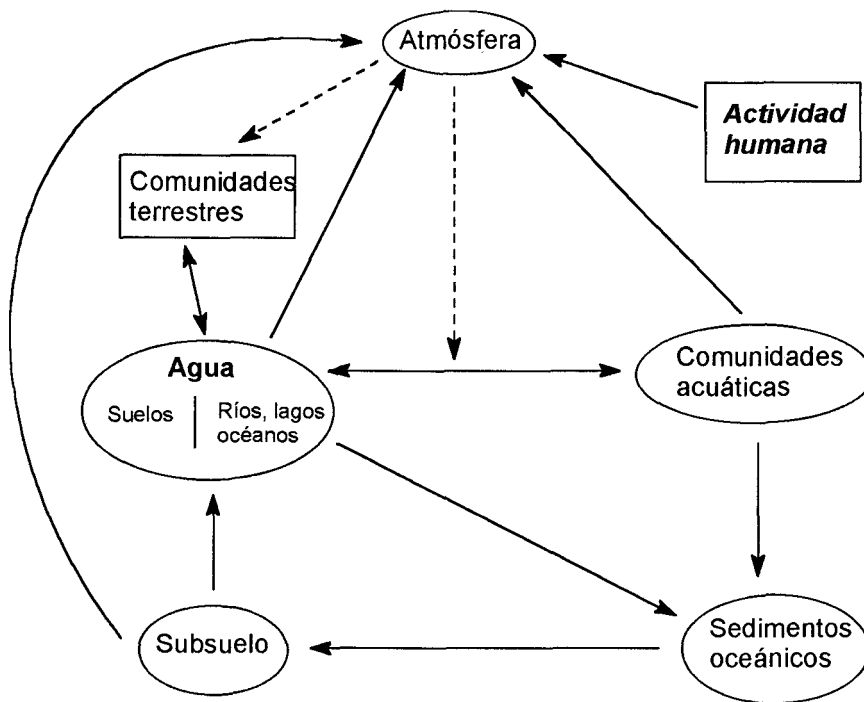 Atmósfera
Actividad
humana
Comunidades
terrestres
Agua
Suelos
Ríos, lagos
océanos
Comunidades
acuáticas
Subsuelo
Sedimentos
oceánicos